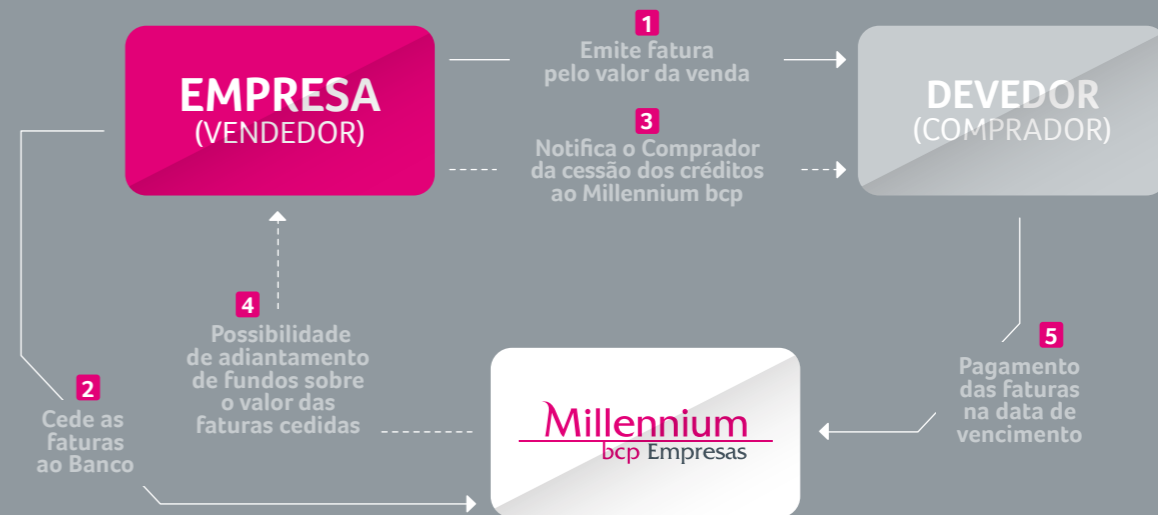 1
Emite fatura
pelo valor da venda
EMPRESA
(VENDEDOR)
DEVEDOR
(COMPRADOR)
3
Notifica o Comprador
da cessão dos créditos
ao Millennium bcp
4
Possibilidade
de adiantamento
de fundos sobre
o valor das
faturas cedidas
5
Pagamento
das faturas
na data de
vencimento
2
Cede as
faturas
ao Banco
Millennium
bcp Empresas